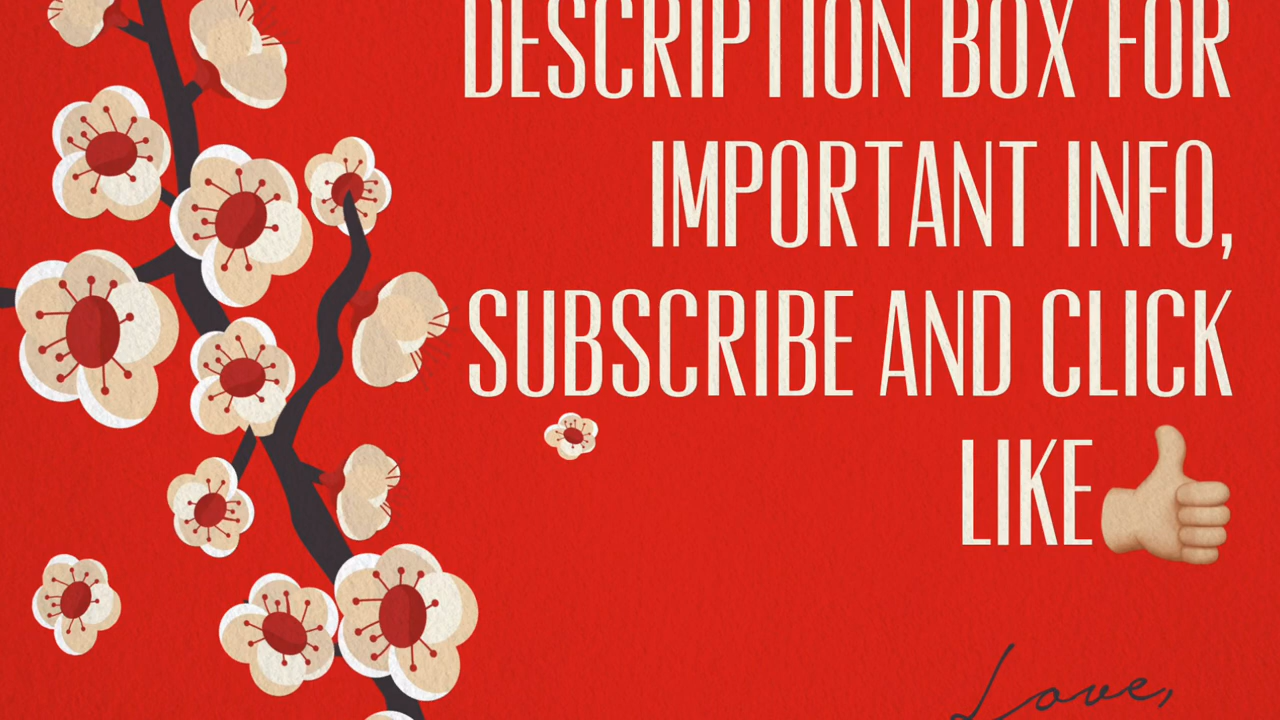 DESCRIPTION BOX FOR
IMPORTANT INFO,
SUBSCRIBE AND CLICK
LIKE👍🏼
Love,